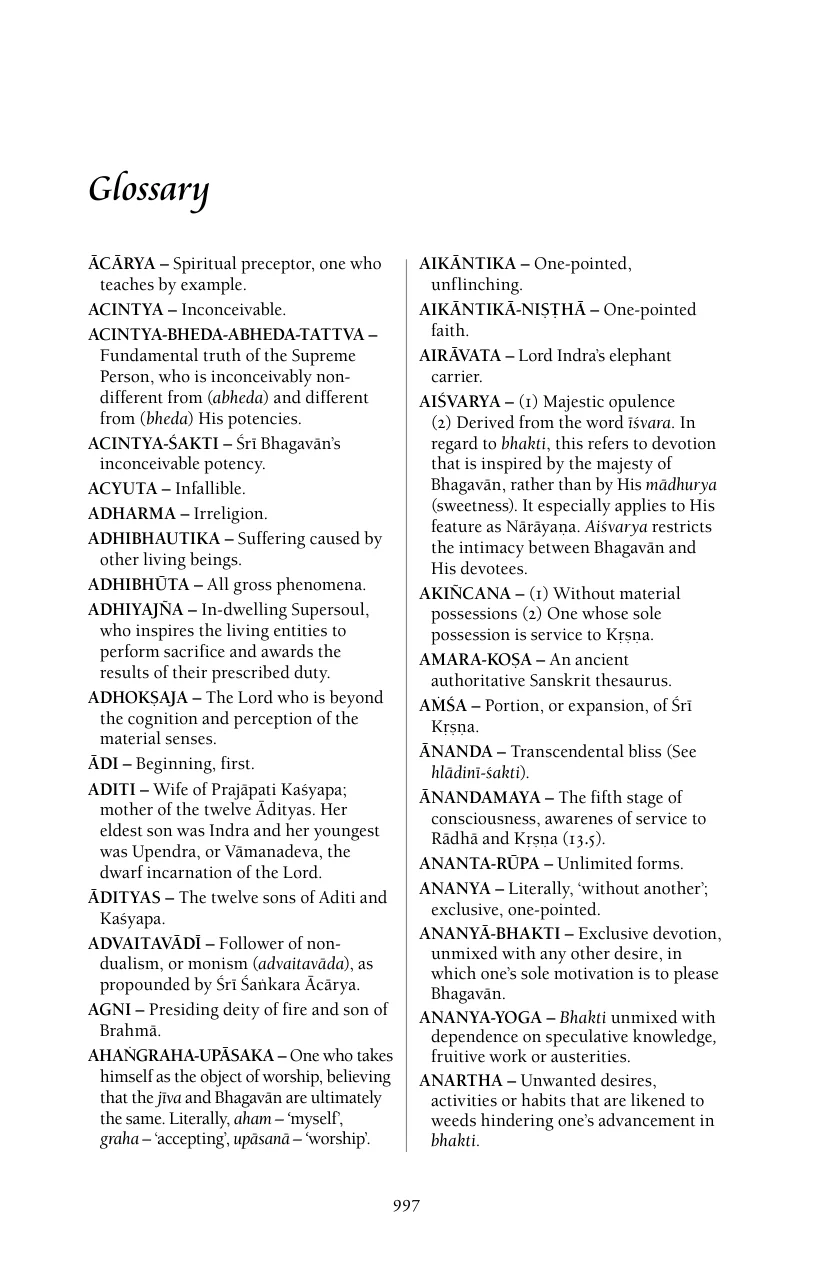 Glossary
ĀCĀRYA – Spiritual preceptor, one who
teaches by example.
ACINTYA – Inconceivable.
ACINTYA-BHEDA-ABHEDA-TATTVA –
Fundamental truth of the Supreme
Person, who is inconceivably non-
different from (abheda) and different
from (bheda) His potencies.
ACINTYA-ŚAKTI – Śrī Bhagavān’s
inconceivable potency.
ACYUTA – Infallible.
ADHARMA – Irreligion.
ADHIBHAUTIKA – Suffering caused by
other living beings.
ADHIBHŪTA – All gross phenomena.
ADHIYAJÑA – In-dwelling Supersoul,
who inspires the living entities to
perform sacrifice and awards the
results of their prescribed duty.
ADHOKṢAJA – The Lord who is beyond
the cognition and perception of the
material senses.
ĀDI – Beginning, first.
ADITI – Wife of Prajāpati Kaśyapa;
mother of the twelve Ādityas. Her
eldest son was Indra and her youngest
was Upendra, or Vāmanadeva, the
dwarf incarnation of the Lord.
ĀDITYAS – The twelve sons of Aditi and
Kaśyapa.
ADVAITAVĀDĪ – Follower of non-
dualism, or monism (advaitavāda), as
propounded by Śrī Śaṅkara Ācārya.
AGNI – Presiding deity of fire and son of
Brahmā.
AHAṄGRAHA-UPĀSAKA – One who takes
himself as the object of worship, believing
that the jīva and Bhagavān are ultimately
the same. Literally, aham – ‘myself’,
graha – ‘accepting’, upāsanā – ‘worship’.
AIKĀNTIKA – One-pointed,
unflinching.
AIKĀNTIKĀ-NIṢṬHĀ – One-pointed
faith.
AIRĀVATA – Lord Indra’s elephant
carrier.
AIŚVARYA – (1) Majestic opulence
(2) Derived from the word īśvara. In
regard to bhakti, this refers to devotion
that is inspired by the majesty of
Bhagavān, rather than by His mādhurya
(sweetness). It especially applies to His
feature as Nārāyaṇa. Aiśvarya restricts
the intimacy between Bhagavān and
His devotees.
AKIÑCANA – (1) Without material
possessions (2) One whose sole
possession is service to Kṛṣṇa.
AMARA-KOṢA – An ancient
authoritative Sanskrit thesaurus.
AṀŚA – Portion, or expansion, of Śrī
Kṛṣṇa.
ĀNANDA – Transcendental bliss (See
hlādinī-śakti).
ĀNANDAMAYA – The fifth stage of
consciousness, awarenes of service to
Rādhā and Kṛṣṇa (13.5).
ANANTA-RŪPA – Unlimited forms.
ANANYA – Literally, ‘without another’;
exclusive, one-pointed.
ANANYĀ-BHAKTI – Exclusive devotion,
unmixed with any other desire, in
which one’s sole motivation is to please
Bhagavān.
ANANYA-YOGA – Bhakti unmixed with
dependence on speculative knowledge,
fruitive work or austerities.
ANARTHA – Unwanted desires,
activities or habits that are likened to
weeds hindering one’s advancement in
bhakti.
997